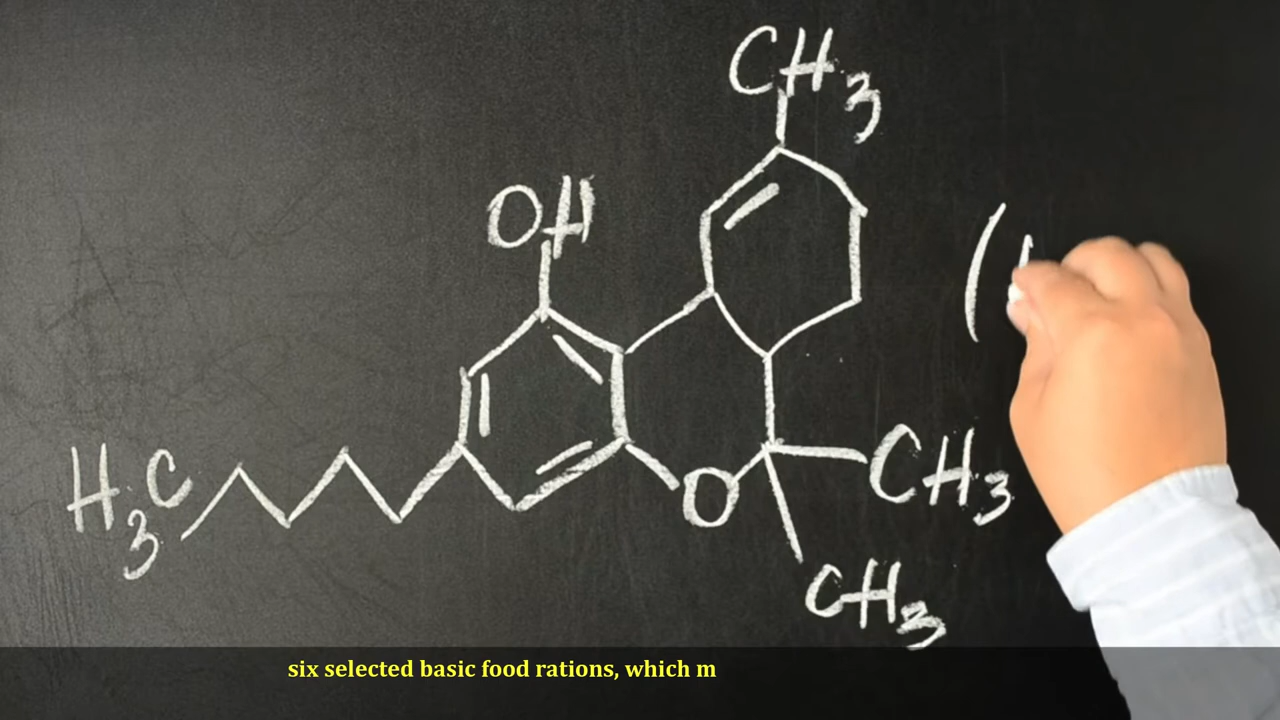 CH3
OH
(
H3C
O
CH3
CH3
six selected basic food rations, which m